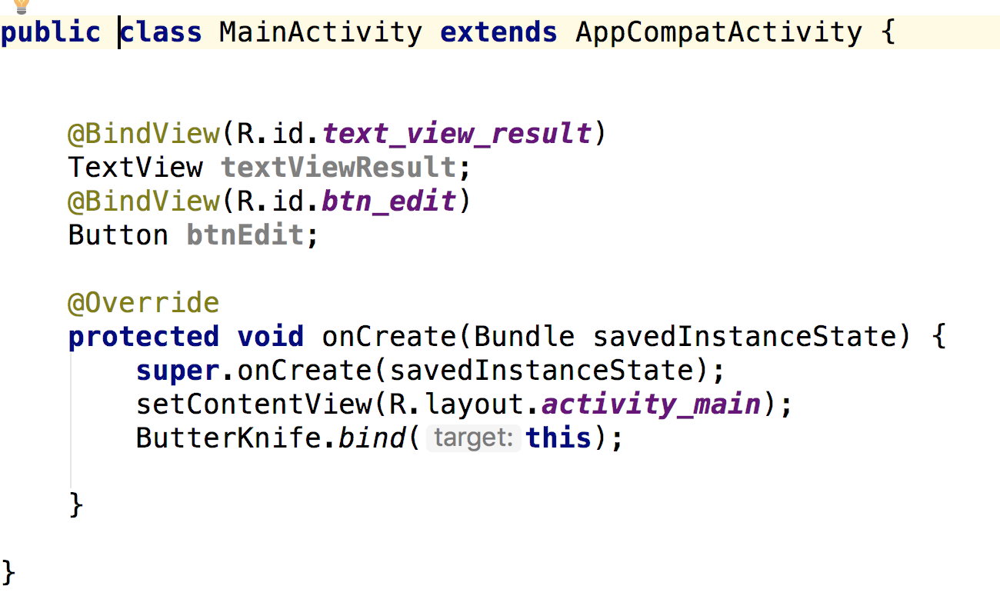 public class MainActivity extends AppCompatActivity {
@BindView(R.id.text_view_result)
TextView textViewResult;
@BindView(R.id.btn_edit)
Button btnEdit;
@Override
protected void onCreate(Bundle savedInstanceState) {
super.onCreate(savedInstanceState);
setContentView(R.layout.activity_main);
ButterKnife.bind( target: this);
}
}